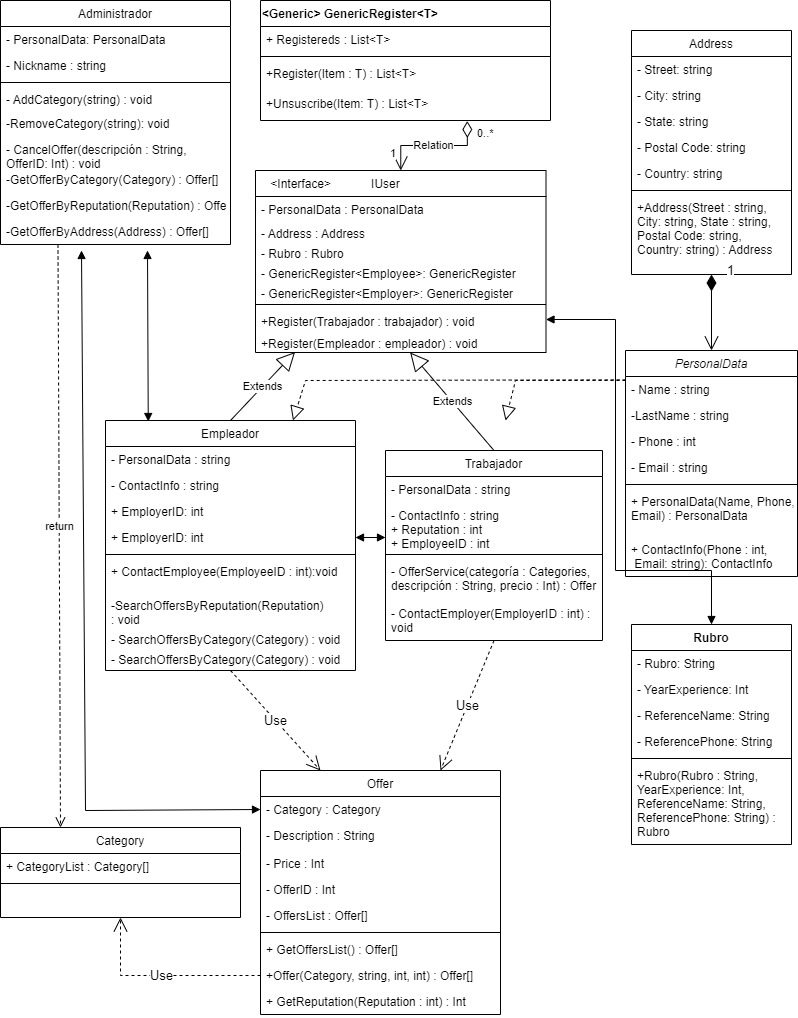 Administrador
- PersonalData: PersonalData
- Nickname : string
- AddCategory(string) : void
-RemoveCategory(string): void
- CancelOffer(descripción : String,
OfferID: Int) : void
-GetOfferByCategory(Category) : Offer[]
-GetOfferByReputation(Reputation) : Offe
-GetOfferByAddress(Address) : Offer[]
<Generic> GenericRegister<T>
+ Registereds : List<T>
+Register(Item : T) : List<T>
+Unsuscribe(Item: T) : List<T>
0..*
Relation
1
<Interface> IUser
- PersonalData : PersonalData
- Address : Address
- Rubro : Rubro
- GenericRegister<Employee>: GenericRegister
- GenericRegister<Employer>: GenericRegister
+Register(Trabajador : trabajador) : void
+Register(Empleador : empleador) : void
Address
- Street: string
- City: string
- State: string
- Postal Code: string
- Country: string
+Address(Street : string,
City: string, State : string,
Postal Code: string,
Country: string) : Address
1
PersonalData
- Name : string
-LastName : string
- Phone : int
- Email : string
+ PersonalData(Name, Phone,
Email) : PersonalData
+ ContactInfo(Phone : int,
Email: string): ContactInfo
Extends
Extends
Empleador
- PersonalData : string
- ContactInfo : string
+ EmployerID: int
+ EmployerID: int
+ ContactEmployee(EmployeeID : int):void
-SearchOffersByReputation(Reputation)
: void
- SearchOffersByCategory(Category) : void
- SearchOffersByCategory(Category) : void
Trabajador
- PersonalData : string
- ContactInfo : string
+ Reputation : int
+ EmployeeID : int
- OfferService(categoría : Categories,
descripción : String, precio : Int) : Offer
- ContactEmployer(EmployerID : int) :
void
return
Use
Use
Rubro
- Rubro: String
- YearExperience: Int
- ReferenceName: String
- ReferencePhone: String
+Rubro(Rubro : String,
YearExperience: Int,
ReferenceName: String,
ReferencePhone: String) :
Rubro
Offer
- Category : Category
- Description : String
- Price : Int
- OfferID : Int
- OffersList : Offer[]
+ GetOffersList() : Offer[]
+Offer(Category, string, int, int) : Offer[]
+ GetReputation(Reputation : int) : Int
Category
+ CategoryList : Category[]
Use